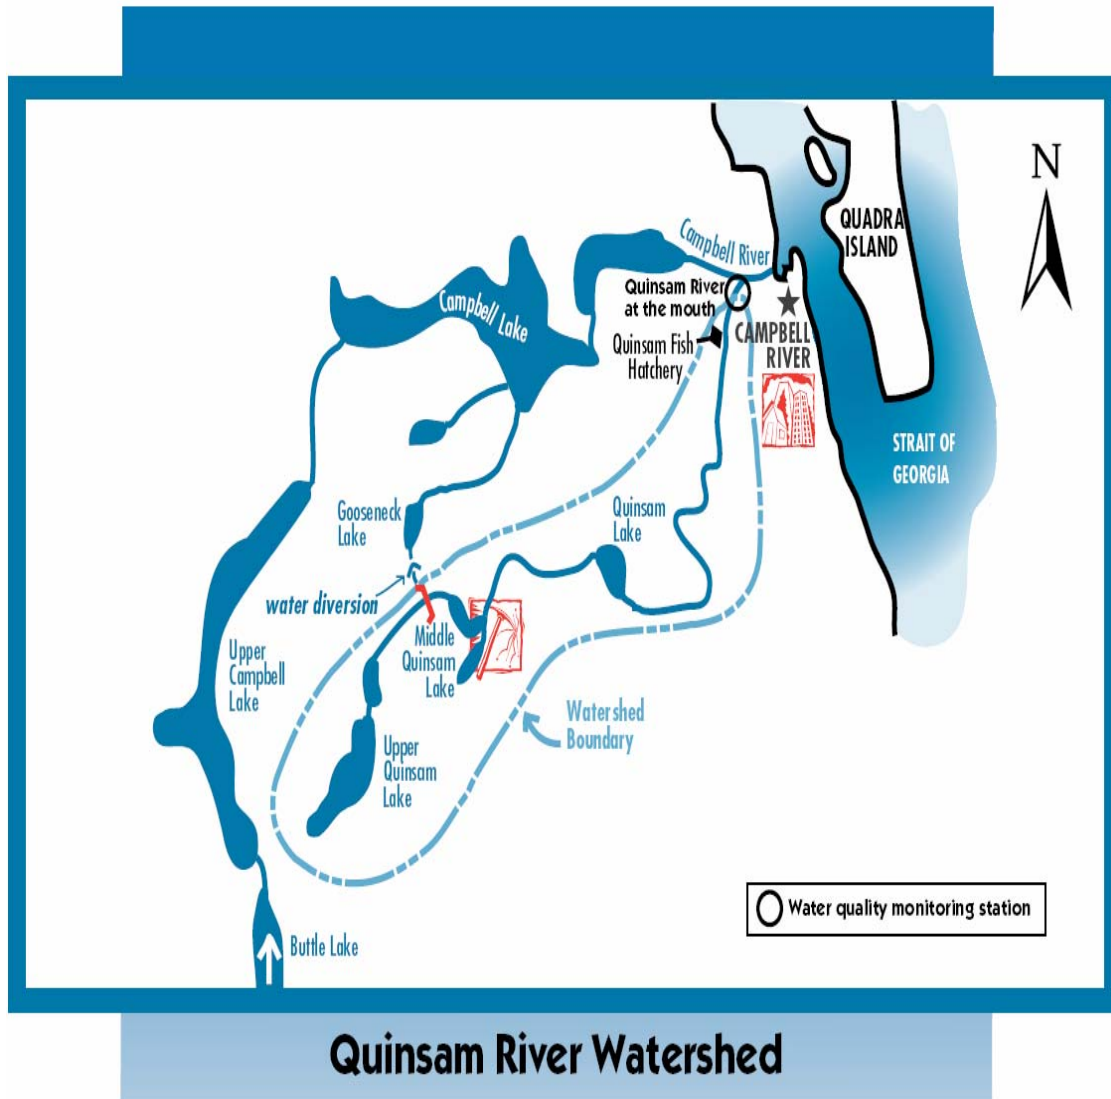 N
QUADRA
ISLAND
Campbell River
Quinsam River
at the mouth
Campbell Lake
CAMPBELL
RIVER
Quinsam Fish
Hatchery
STRAIT OF
GEORGIA
Gooseneck
Lake
Quinsam
Lake
water diversion
Middle
Quinsam
Lake
Upper
Campbell
Lake
Watershed
Boundary
Upper
Quinsam
Lake
Water quality monitoring station
Buttle Lake
Quinsam River Watershed